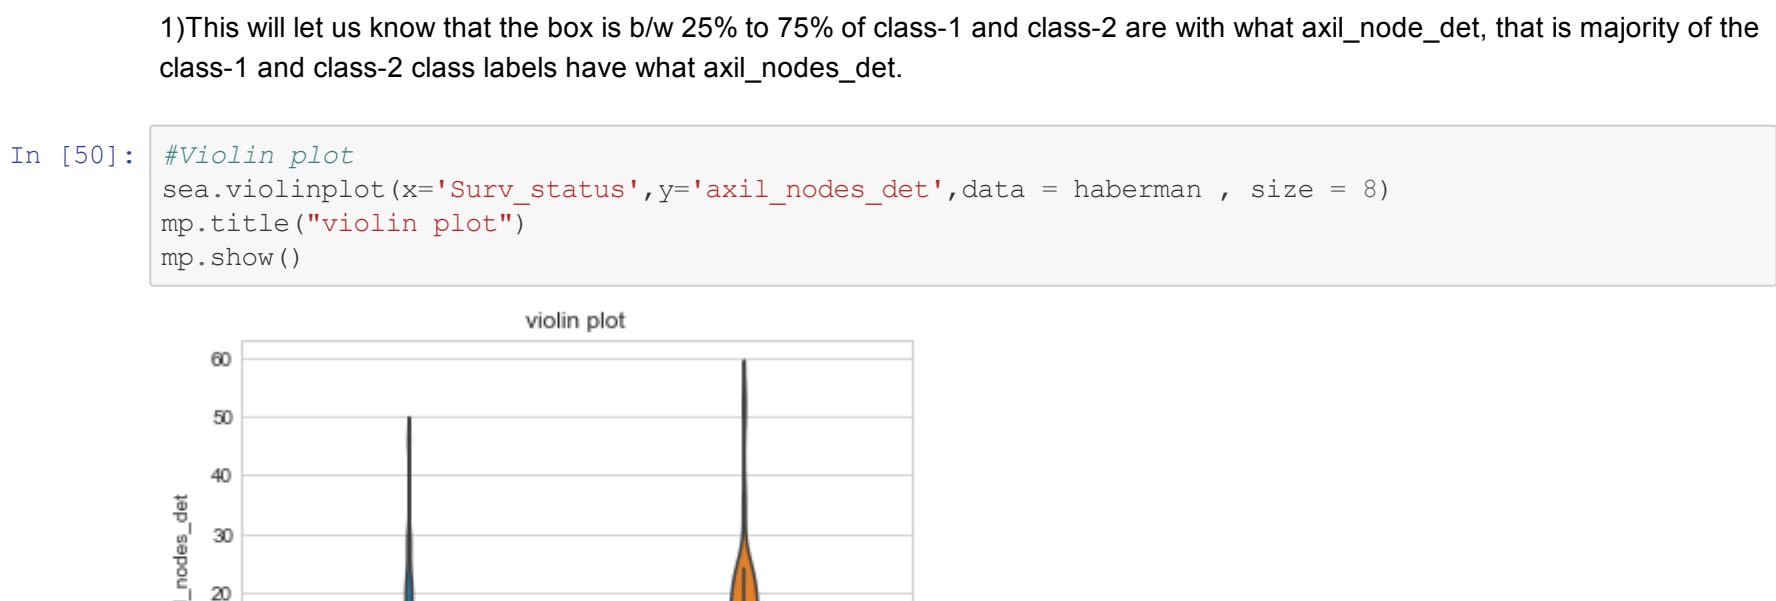 1)This will let us know that the box is b/w 25% to 75% of class-1 and class-2 are with what axil_node_det, that is majority of the
class-1 and class-2 class labels have what axil_nodes_det.
In [50]: #Violin plot
sea.violinplot(x='Surv_status',y='axil_nodes_det',data = haberman , size = 8)
mp.title("violin plot")
mp.show()
violin plot
60
50
40
30
20
_nodes_det